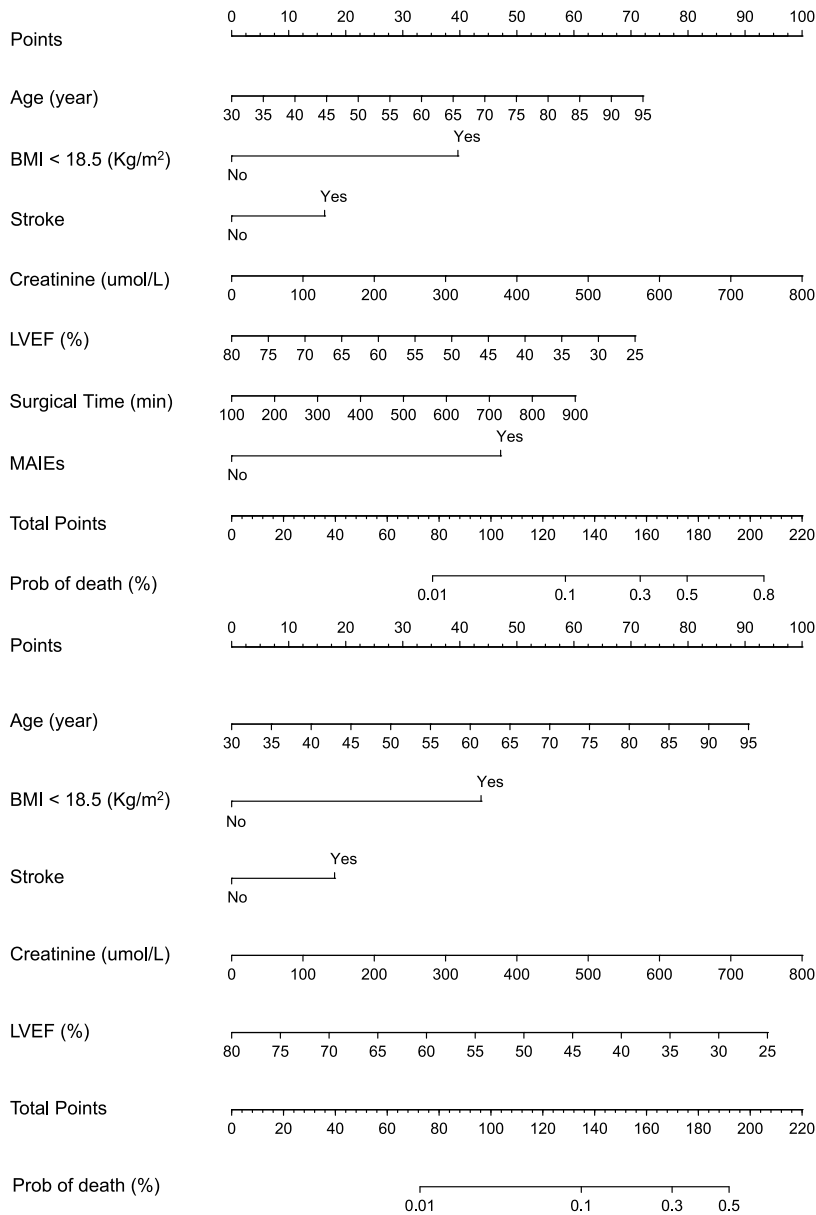 0 10 20 30 40 50 60 70 80 90 100
Points
Age (year)
30 35 40 45 50 55 60 65 70 75 80 85 90 95
Yes
BMI < 18.5 (Kg/m²)
No
Yes
Stroke
No
Creatinine (umol/L)
0 100 200 300 400 500 600 700 800
LVEF (%)
80 75 70 65 60 55 50 45 40 35 30 25
Surgical Time (min)
100 200 300 400 500 600 700 800 900
Yes
MAIEs
No
Total Points
0 20 40 60 80 100 120 140 160 180 200 220
Prob of death (%)
0.01 0.1 0.3 0.5 0.8
0 10 20 30 40 50 60 70 80 90 100
Points
Age (year)
30 35 40 45 50 55 60 65 70 75 80 85 90 95
Yes
BMI < 18.5 (Kg/m²)
No
Yes
Stroke
No
Creatinine (umol/L)
0 100 200 300 400 500 600 700 800
LVEF (%)
80 75 70 65 60 55 50 45 40 35 30 25
Total Points
0 20 40 60 80 100 120 140 160 180 200 220
Prob of death (%)
0.01 0.1 0.3 0.5